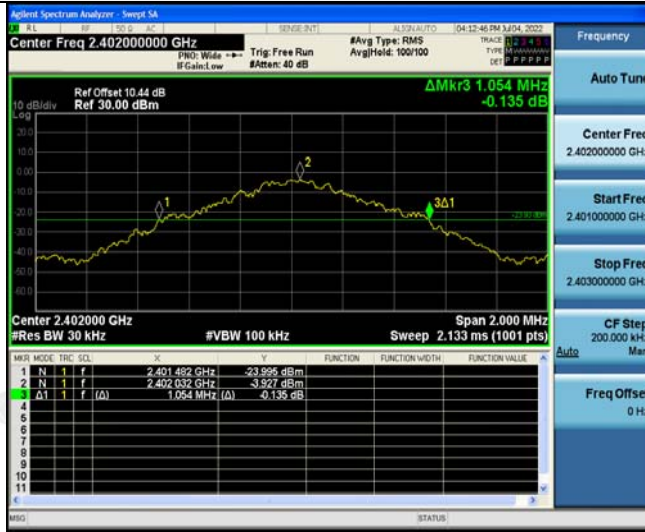 Agilent Spectrum Analyzer - Swept SA
RL RF 50 Ω AC SENSE:INT ALIGNAUTO 04:12:46 PM Jul 04, 2022
Center Freq 2.402000000 GHz
PNO: Wide
IFGain:Low
Trig: Free Run
#Atten: 40 dB
#Avg Type: RMS
Avg|Hold: 100/100
TRACE 1 2 3 4 5
TYPE M
DET P P P P P P
Frequency
Auto Tune
Ref Offset 10.44 dB
Ref 30.00 dBm
ΔMkr3 1.054 MHz
-0.135 dB
10 dB/div
Log
20.0
10.0
0.00
-10.0
-20.0
-30.0
-40.0
-50.0
-60.0
1
2
3Δ1
Center 2.402000 GHz
#Res BW 30 kHz
#VBW 100 kHz
Span 2.000 MHz
Sweep 2.133 ms (1001 pts)
MKR MODE TRC SCL X Y FUNCTION FUNCTION WIDTH FUNCTION VALUE
1 N 1 f 2.401 482 GHz -23.995 dBm
2 N 1 f 2.402 032 GHz -3.927 dBm
3 Δ1 1 f (Δ) 1.054 MHz (Δ) -0.135 dB
4
5
6
7
8
9
10
11
Center Freq
2.402000000 GHz
Start Freq
2.401000000 GHz
Stop Freq
2.403000000 GHz
CF Step
200.000 kHz
Auto Man
Freq Offset
0 Hz
MSG STATUS